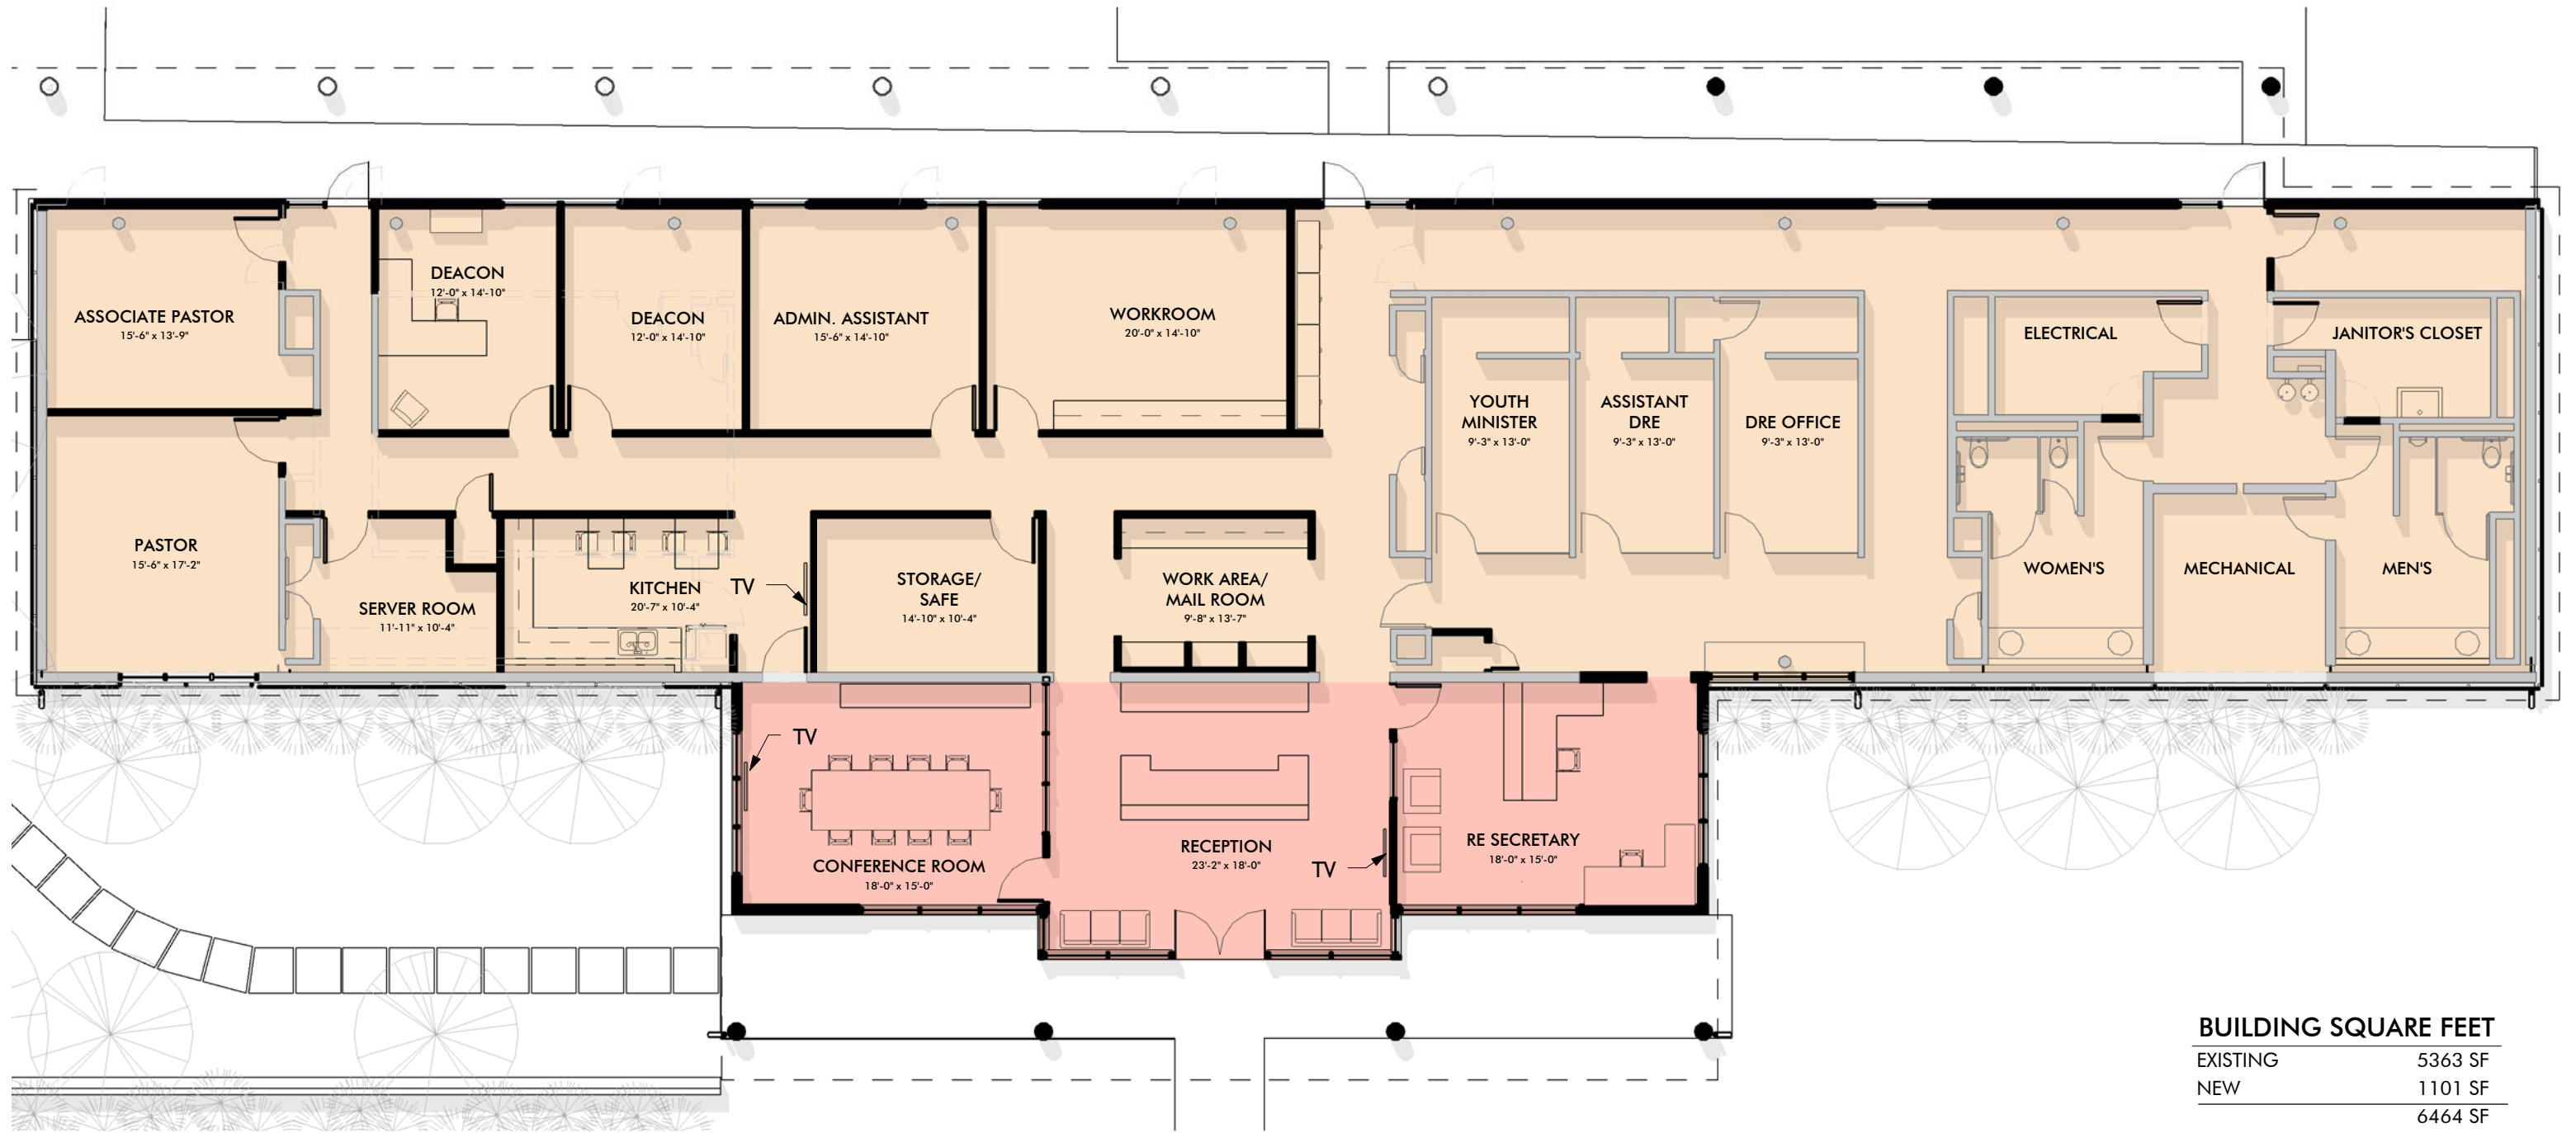 ASSOCIATE PASTOR
15'-6" x 13'-9"
DEACON
12'-0" x 14'-10"
DEACON
12'-0" x 14'-10"
ADMIN. ASSISTANT
15'-6" x 14'-10"
WORKROOM
20'-0" x 14'-10"
YOUTH
MINISTER
9'-3" x 13'-0"
ASSISTANT
DRE
9'-3" x 13'-0"
DRE OFFICE
9'-3" x 13'-0"
ELECTRICAL
JANITOR'S CLOSET
PASTOR
15'-6" x 17'-2"
SERVER ROOM
11'-11" x 10'-4"
KITCHEN
20'-7" x 10'-4"
TV
STORAGE/
SAFE
14'-10" x 10'-4"
WORK AREA/
MAIL ROOM
9'-8" x 13'-7"
WOMEN'S
MECHANICAL
MEN'S
TV
CONFERENCE ROOM
18'-0" x 15'-0"
RECEPTION
23'-2" x 18'-0"
TV
RE SECRETARY
18'-0" x 15'-0"
BUILDING SQUARE FEET
EXISTING 5363 SF
NEW 1101 SF
6464 SF